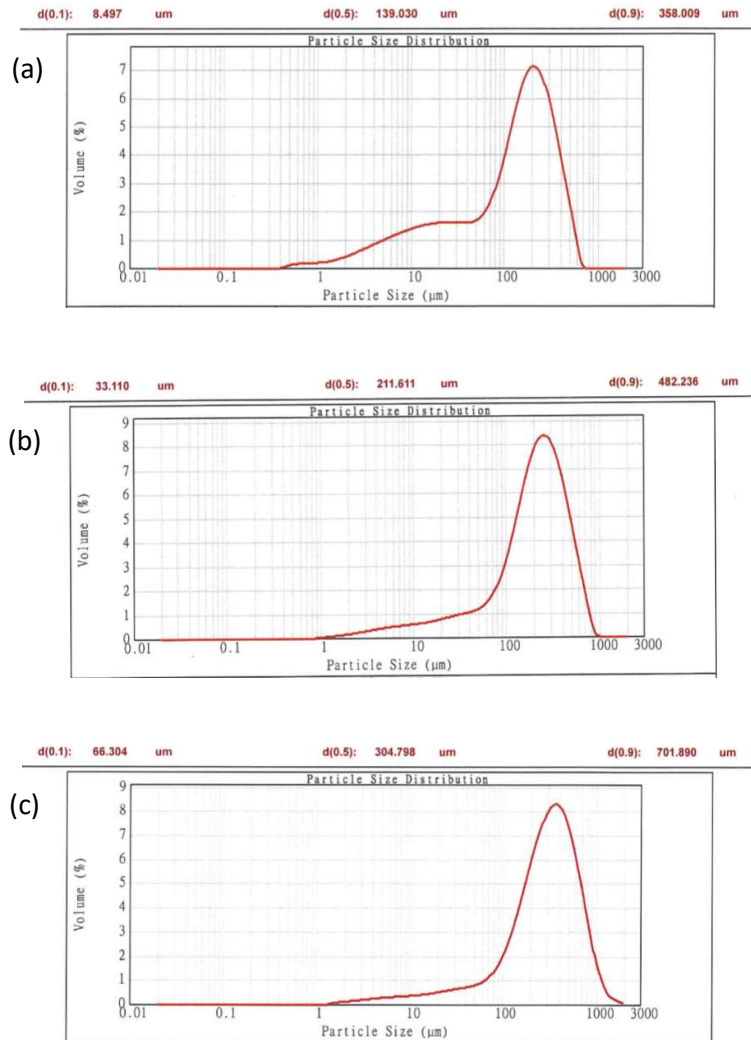 d(0.1): 8.497 um d(0.5): 139.030 um d(0.9): 358.009 um
(a)
Particle Size Distribution
Volume (%)
7
6
5
4
3
2
1
0
0.01 0.1 1 10 100 1000 3000
Particle Size (µm)
d(0.1): 33.110 um d(0.5): 211.611 um d(0.9): 482.236 um
(b)
Particle Size Distribution
Volume (%)
9
8
7
6
5
4
3
2
1
0
0.01 0.1 1 10 100 1000 3000
Particle Size (µm)
d(0.1): 66.304 um d(0.5): 304.798 um d(0.9): 701.890 um
(c)
Particle Size Distribution
Volume (%)
9
8
7
6
5
4
3
2
1
0
0.01 0.1 1 10 100 1000 3000
Particle Size (µm)